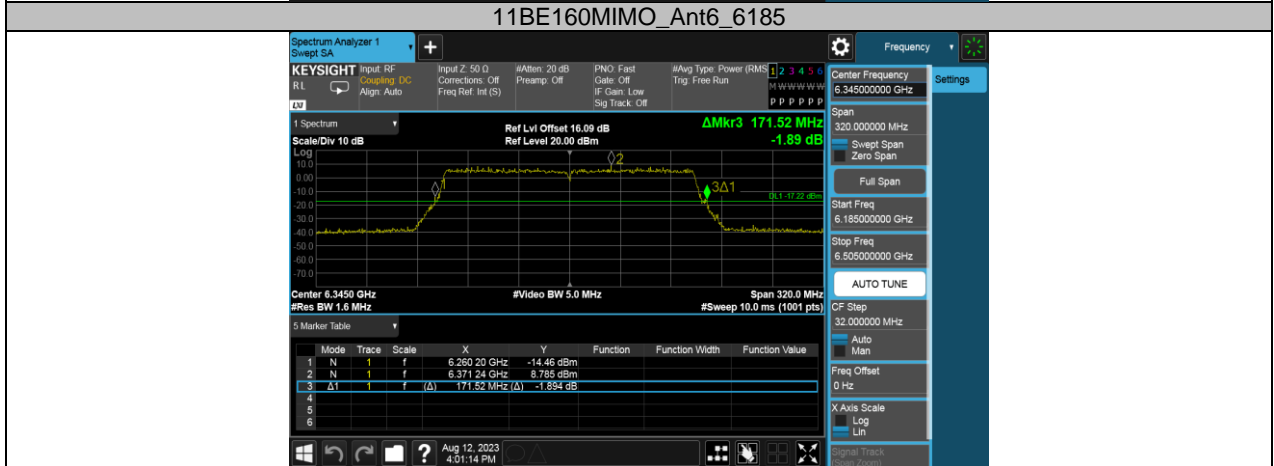 11BE160MIMO_Ant6_6185
Spectrum Analyzer 1
Swept SA
Frequency
KEYSIGHT
RL
LXI
Input: RF
Coupling: DC
Align: Auto
Input Z: 50 Ω
Corrections: Off
Freq Ref: Int (S)
#Atten: 20 dB
Preamp: Off
PNO: Fast
Gate: Off
IF Gain: Low
Sig Track: Off
#Avg Type: Power (RMS
Trig: Free Run
1 2 3 4 5 6
M W W W W W
P P P P P P
1 Spectrum
Scale/Div 10 dB
Ref Lvl Offset 16.09 dB
Ref Level 20.00 dBm
ΔMkr3 171.52 MHz
-1.89 dB
Log
10.0
0.00
-10.0
-20.0
-30.0
-40.0
-50.0
-60.0
-70.0
1
2
3Δ1
DL1 -17.22 dBm
Center 6.3450 GHz
#Video BW 5.0 MHz
Span 320.0 MHz
#Res BW 1.6 MHz
#Sweep 10.0 ms (1001 pts)
5 Marker Table
Mode Trace Scale X Y Function Function Width Function Value
1 N 1 f 6.260 20 GHz -14.46 dBm
2 N 1 f 6.371 24 GHz 8.785 dBm
3 Δ1 1 f (Δ) 171.52 MHz (Δ) -1.894 dB
4
5
6
Aug 12, 2023
4:01:14 PM
Center Frequency
6.345000000 GHz
Settings
Span
320.000000 MHz
Swept Span
Zero Span
Full Span
Start Freq
6.185000000 GHz
Stop Freq
6.505000000 GHz
AUTO TUNE
CF Step
32.000000 MHz
Auto
Man
Freq Offset
0 Hz
X Axis Scale
Log
Lin
Signal Track
(Span Zoom)